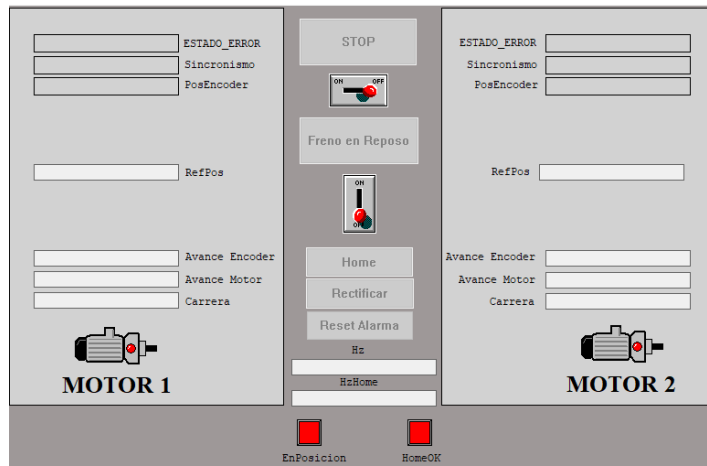 ESTADO_ERROR
Sincronismo
PosEncoder
RefPos
Avance Encoder
Avance Motor
Carrera
MOTOR 1
STOP
ON OFF
Freno en Reposo
ON
OFF
Home
Rectificar
Reset Alarma
Hz
HzHome
ESTADO_ERROR
Sincronismo
PosEncoder
RefPos
Avance Encoder
Avance Motor
Carrera
MOTOR 2
EnPosicion
HomeOK